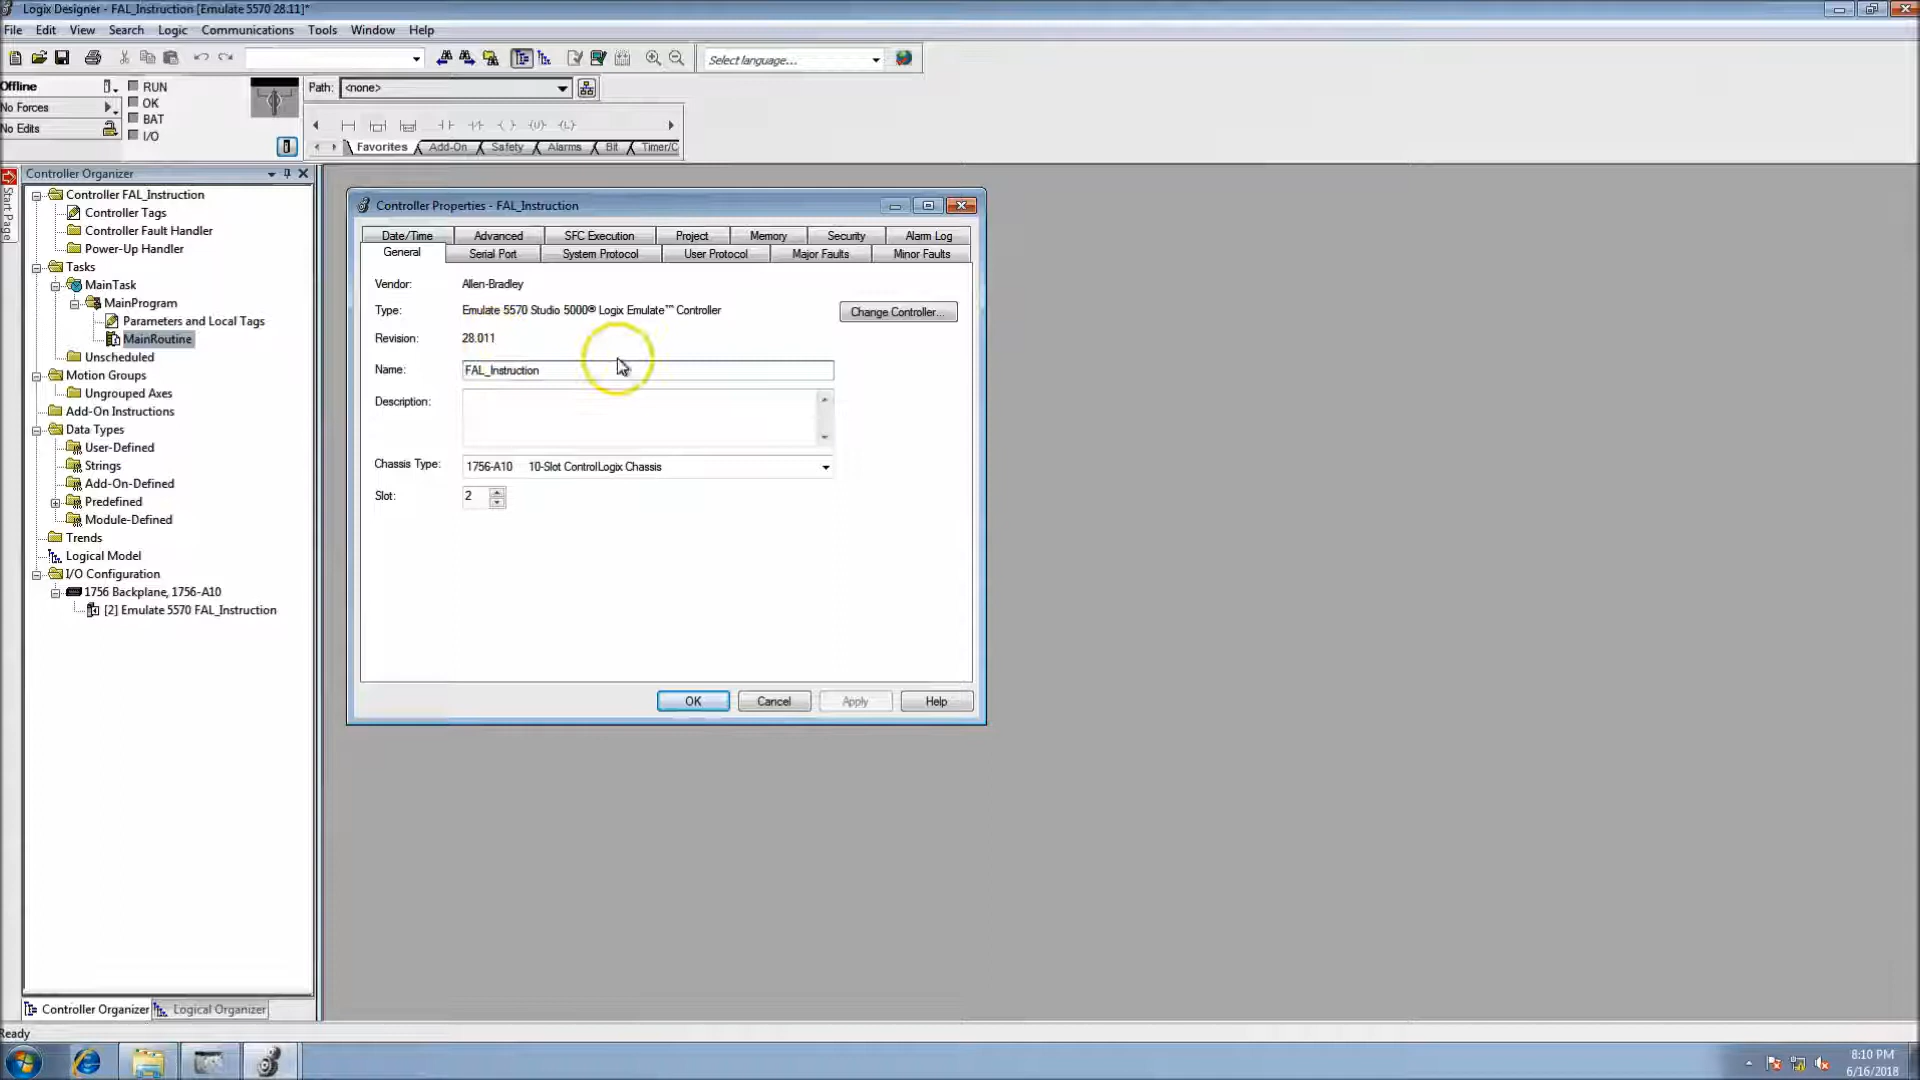 Logix Designer - FAL_Instruction [Emulate 5570 28.11]*
File Edit View Search Logic Communications Tools Window Help
Select language...
Offline
RUN
No Forces
OK
No Edits
BAT
I/O
Path: <none>
Favorites Add-On Safety Alarms Bit Timer/C
Start Page
Controller Organizer
Controller FAL_Instruction
Controller Tags
Controller Fault Handler
Power-Up Handler
Tasks
MainTask
MainProgram
Parameters and Local Tags
MainRoutine
Unscheduled
Motion Groups
Ungrouped Axes
Add-On Instructions
Data Types
User-Defined
Strings
Add-On-Defined
Predefined
Module-Defined
Trends
Logical Model
I/O Configuration
1756 Backplane, 1756-A10
[2] Emulate 5570 FAL_Instruction
Controller Organizer Logical Organizer
Controller Properties - FAL_Instruction
Date/Time Advanced SFC Execution Project Memory Security Alarm Log
General Serial Port System Protocol User Protocol Major Faults Minor Faults
Vendor: Allen-Bradley
Type: Emulate 5570 Studio 5000® Logix Emulate™ Controller
Change Controller...
Revision: 28.011
Name: FAL_Instruction
Description:
Chassis Type: 1756-A10 10-Slot ControlLogix Chassis
Slot: 2
OK Cancel Apply Help
Ready
8:10 PM
6/16/2018